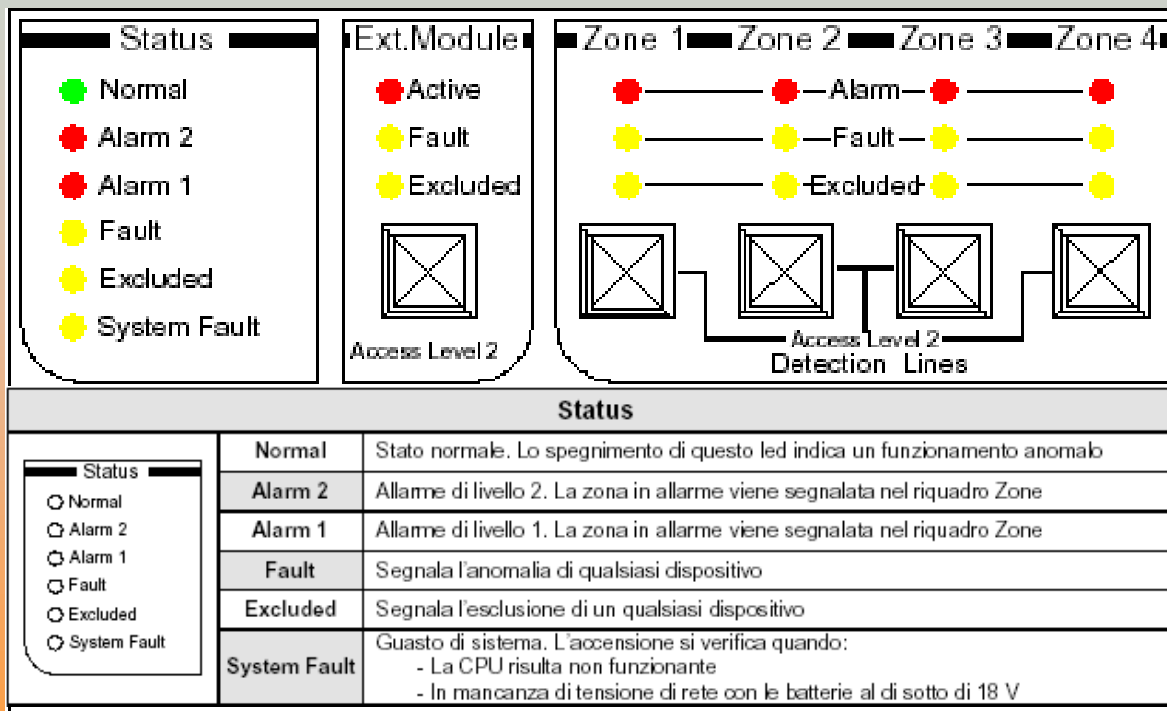 Status
Normal
Alarm 2
Alarm 1
Fault
Excluded
System Fault
Ext.Module
Active
Fault
Excluded
Access Level 2
Zone 1 Zone 2 Zone 3 Zone 4
Alarm
Fault
Excluded
Access Level 2
Detection Lines
Status
Status
Normal
Alarm 2
Alarm 1
Fault
Excluded
System Fault
Normal Stato normale. Lo spegnimento di questo led indica un funzionamento anomalo
Alarm 2 Allarme di livello 2. La zona in allarme viene segnalata nel riquadro Zone
Alarm 1 Allarme di livello 1. La zona in allarme viene segnalata nel riquadro Zone
Fault Segnala l'anomalia di qualsiasi dispositivo
Excluded Segnala l'esclusione di un qualsiasi dispositivo
System Fault Guasto di sistema. L'accensione si verifica quando:
- La CPU risulta non funzionante
- In mancanza di tensione di rete con le batterie al di sotto di 18 V